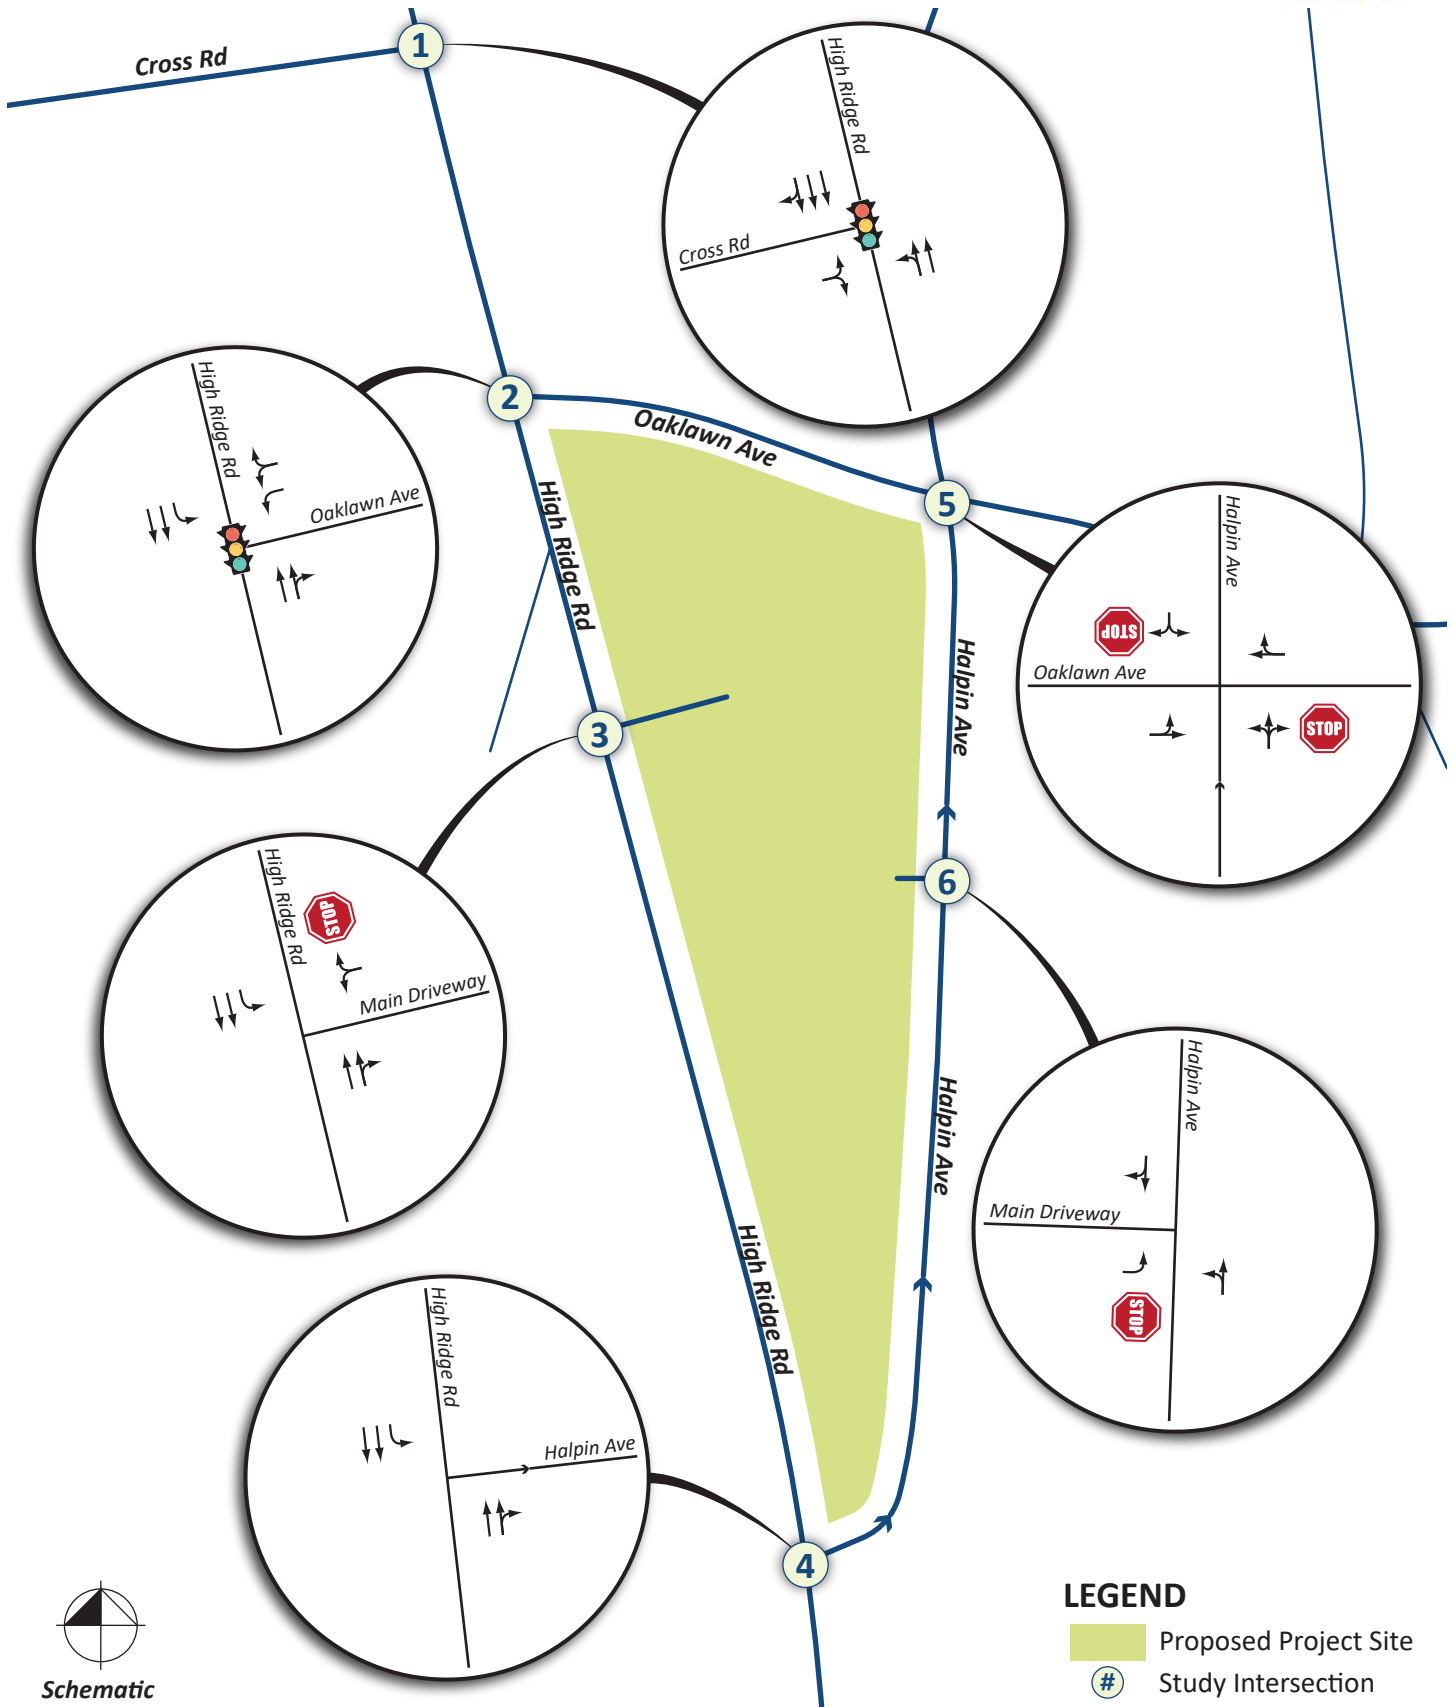 Cross Rd
1
High Ridge Rd
Cross Rd
2
Oaklawn Ave
High Ridge Rd
Oaklawn Ave
High Ridge Rd
5
Halpin Ave
STOP
Oaklawn Ave
STOP
Halpin Ave
3
6
High Ridge Rd
STOP
Main Driveway
Halpin Ave
Halpin Ave
Main Driveway
STOP
High Ridge Rd
High Ridge Rd
Halpin Ave
4
Schematic
LEGEND
Proposed Project Site
# Study Intersection